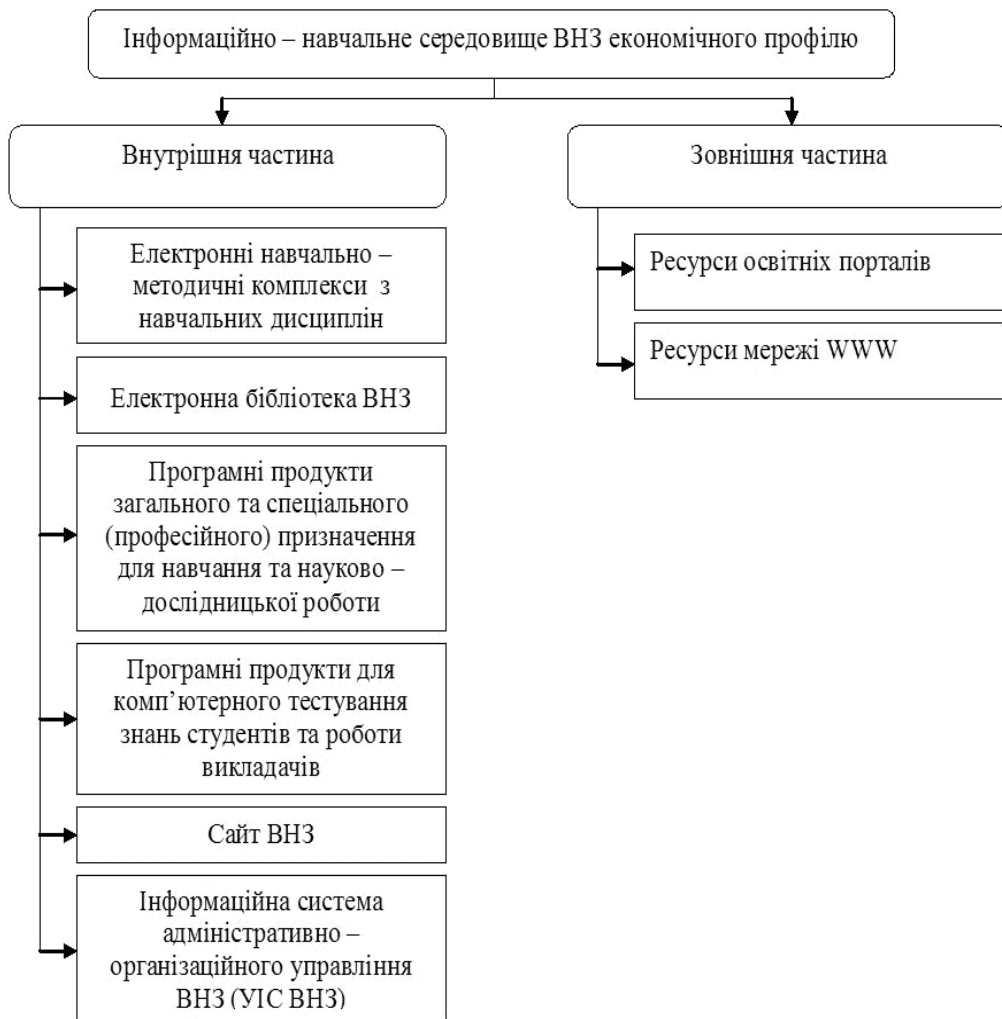 Інформаційно – навчальне середовище ВНЗ економічного профілю
Внутрішня частина
Електронні навчально –
методичні комплекси з
навчальних дисциплін
Електронна бібліотека ВНЗ
Програмні продукти
загального та спеціального
(професійного) призначення
для навчання та науково –
дослідницької роботи
Програмні продукти для
комп’ютерного тестування
знань студентів та роботи
викладачів
Сайт ВНЗ
Інформаційна система
адміністративно –
організаційного управління
ВНЗ (УІС ВНЗ)
Зовнішня частина
Ресурси освітніх порталів
Ресурси мережі WWW